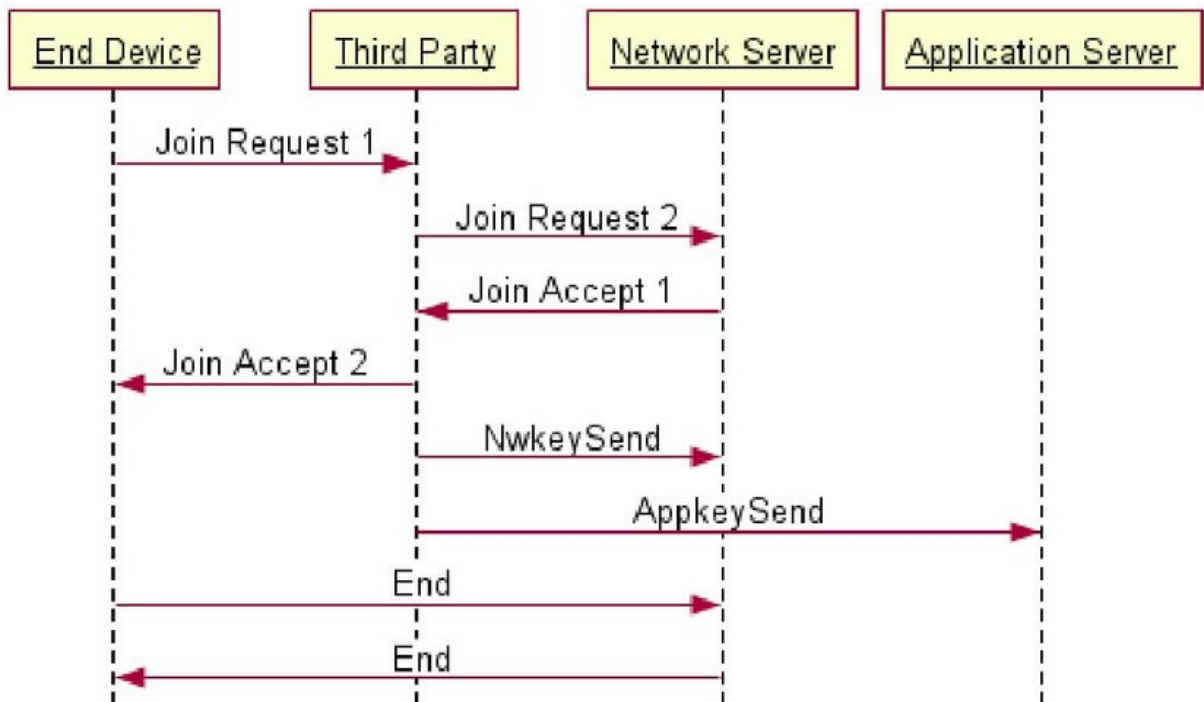 End Device
Third Party
Network Server
Application Server
Join Request 1
Join Request 2
Join Accept 1
Join Accept 2
NwkeySend
AppkeySend
End
End